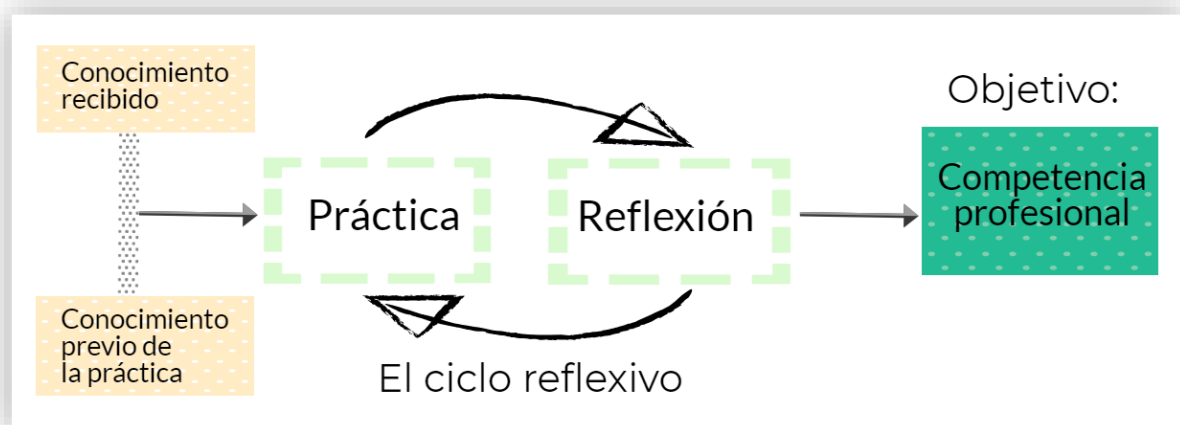 Conocimiento
recibido
Conocimiento
previo de
la práctica
Práctica
Reflexión
El ciclo reflexivo
Objetivo:
Competencia
profesional